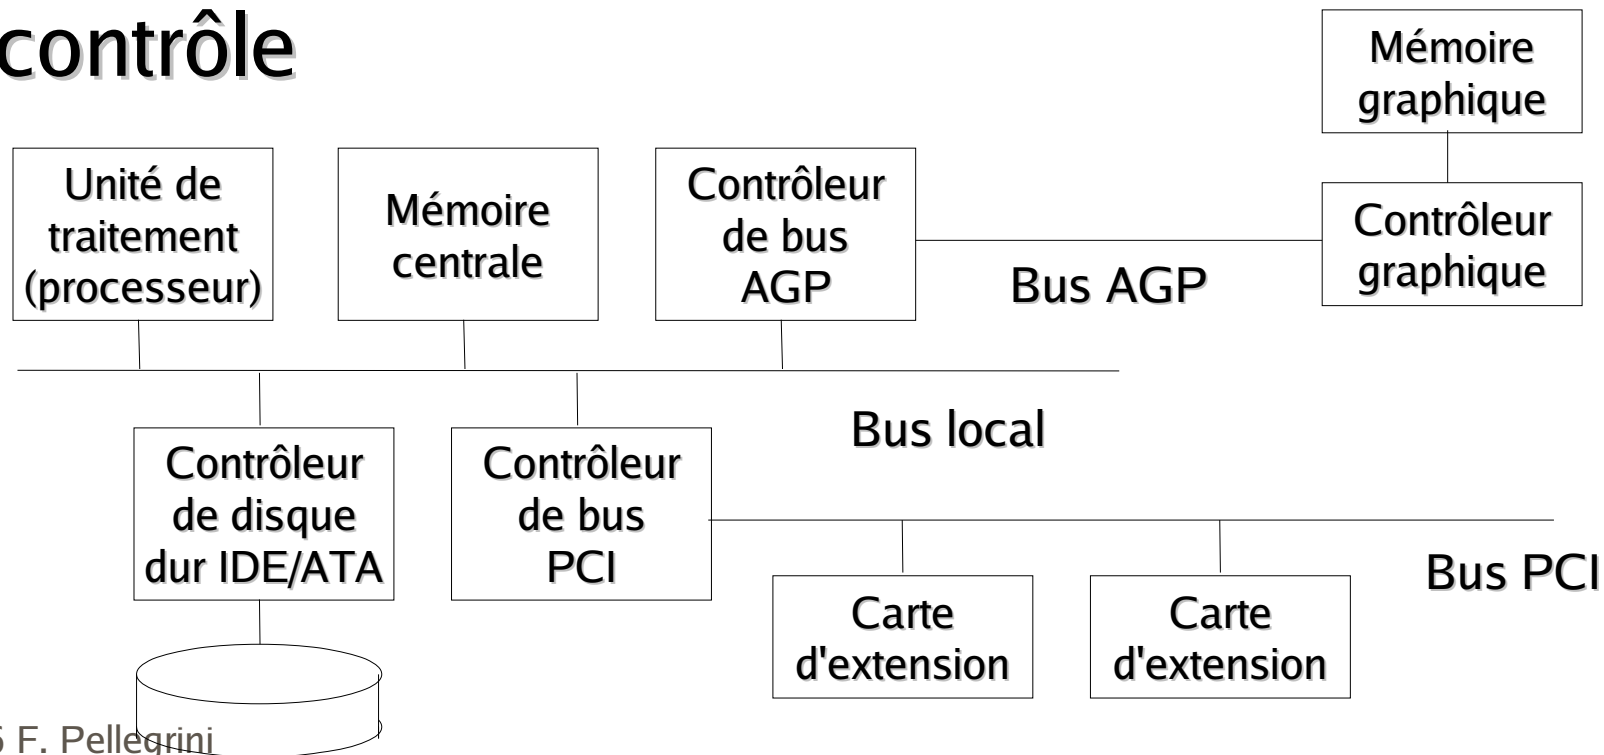 contrôle
Mémoire
graphique
Unité de
traitement
(processeur)
Mémoire
centrale
Contrôleur
de bus
AGP
Bus AGP
Contrôleur
graphique
Bus local
Contrôleur
de disque
dur IDE/ATA
Contrôleur
de bus
PCI
Bus PCI
Carte
d'extension
Carte
d'extension
F. Pellegrini